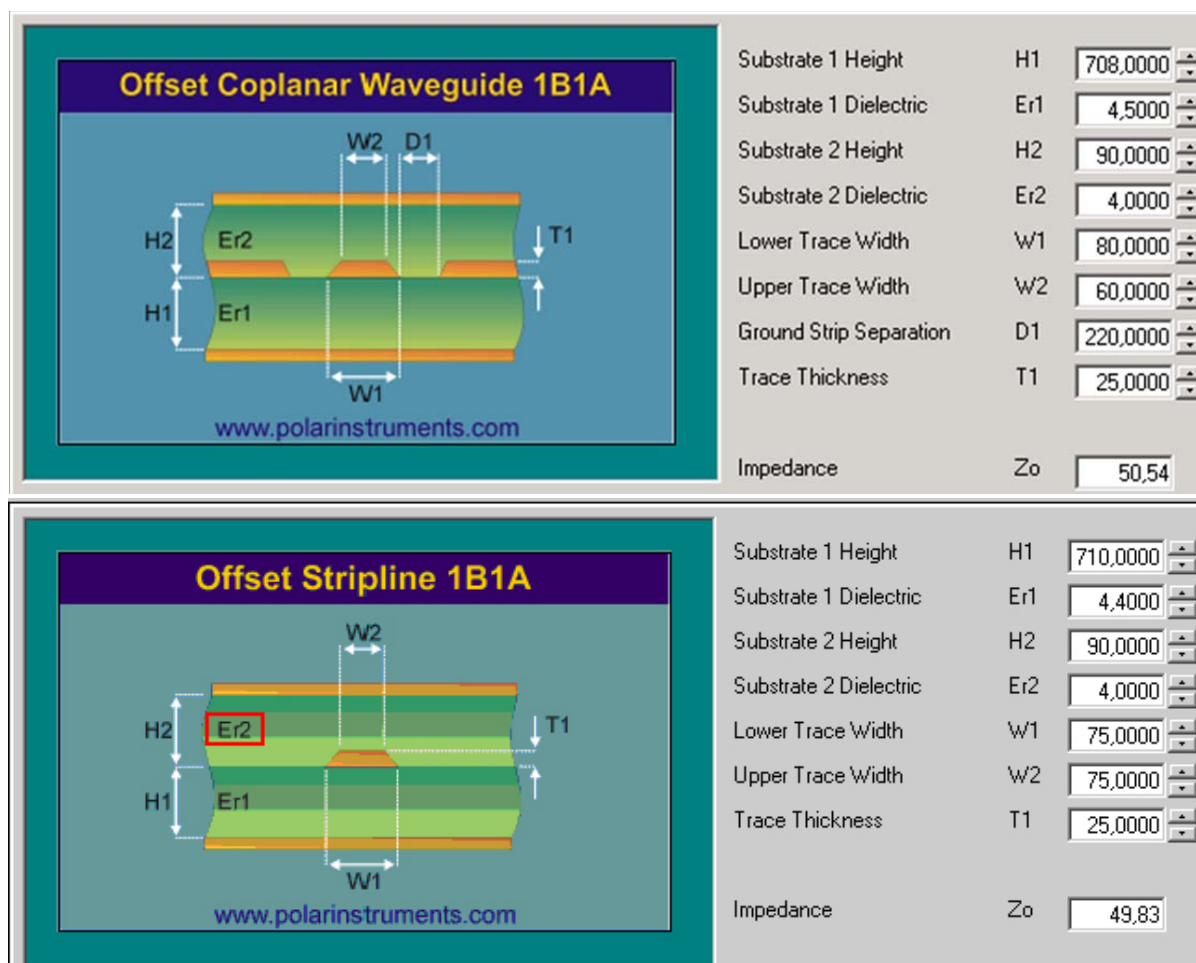 Offset Coplanar Waveguide 1B1A
W2 D1
H2 Er2 T1
H1 Er1
W1
www.polarinstruments.com
Substrate 1 Height H1 708,0000
Substrate 1 Dielectric Er1 4,5000
Substrate 2 Height H2 90,0000
Substrate 2 Dielectric Er2 4,0000
Lower Trace Width W1 80,0000
Upper Trace Width W2 60,0000
Ground Strip Separation D1 220,0000
Trace Thickness T1 25,0000
Impedance Zo 50,54
Offset Stripline 1B1A
W2
H2 Er2 T1
H1 Er1
W1
www.polarinstruments.com
Substrate 1 Height H1 710,0000
Substrate 1 Dielectric Er1 4,4000
Substrate 2 Height H2 90,0000
Substrate 2 Dielectric Er2 4,0000
Lower Trace Width W1 75,0000
Upper Trace Width W2 75,0000
Trace Thickness T1 25,0000
Impedance Zo 49,83